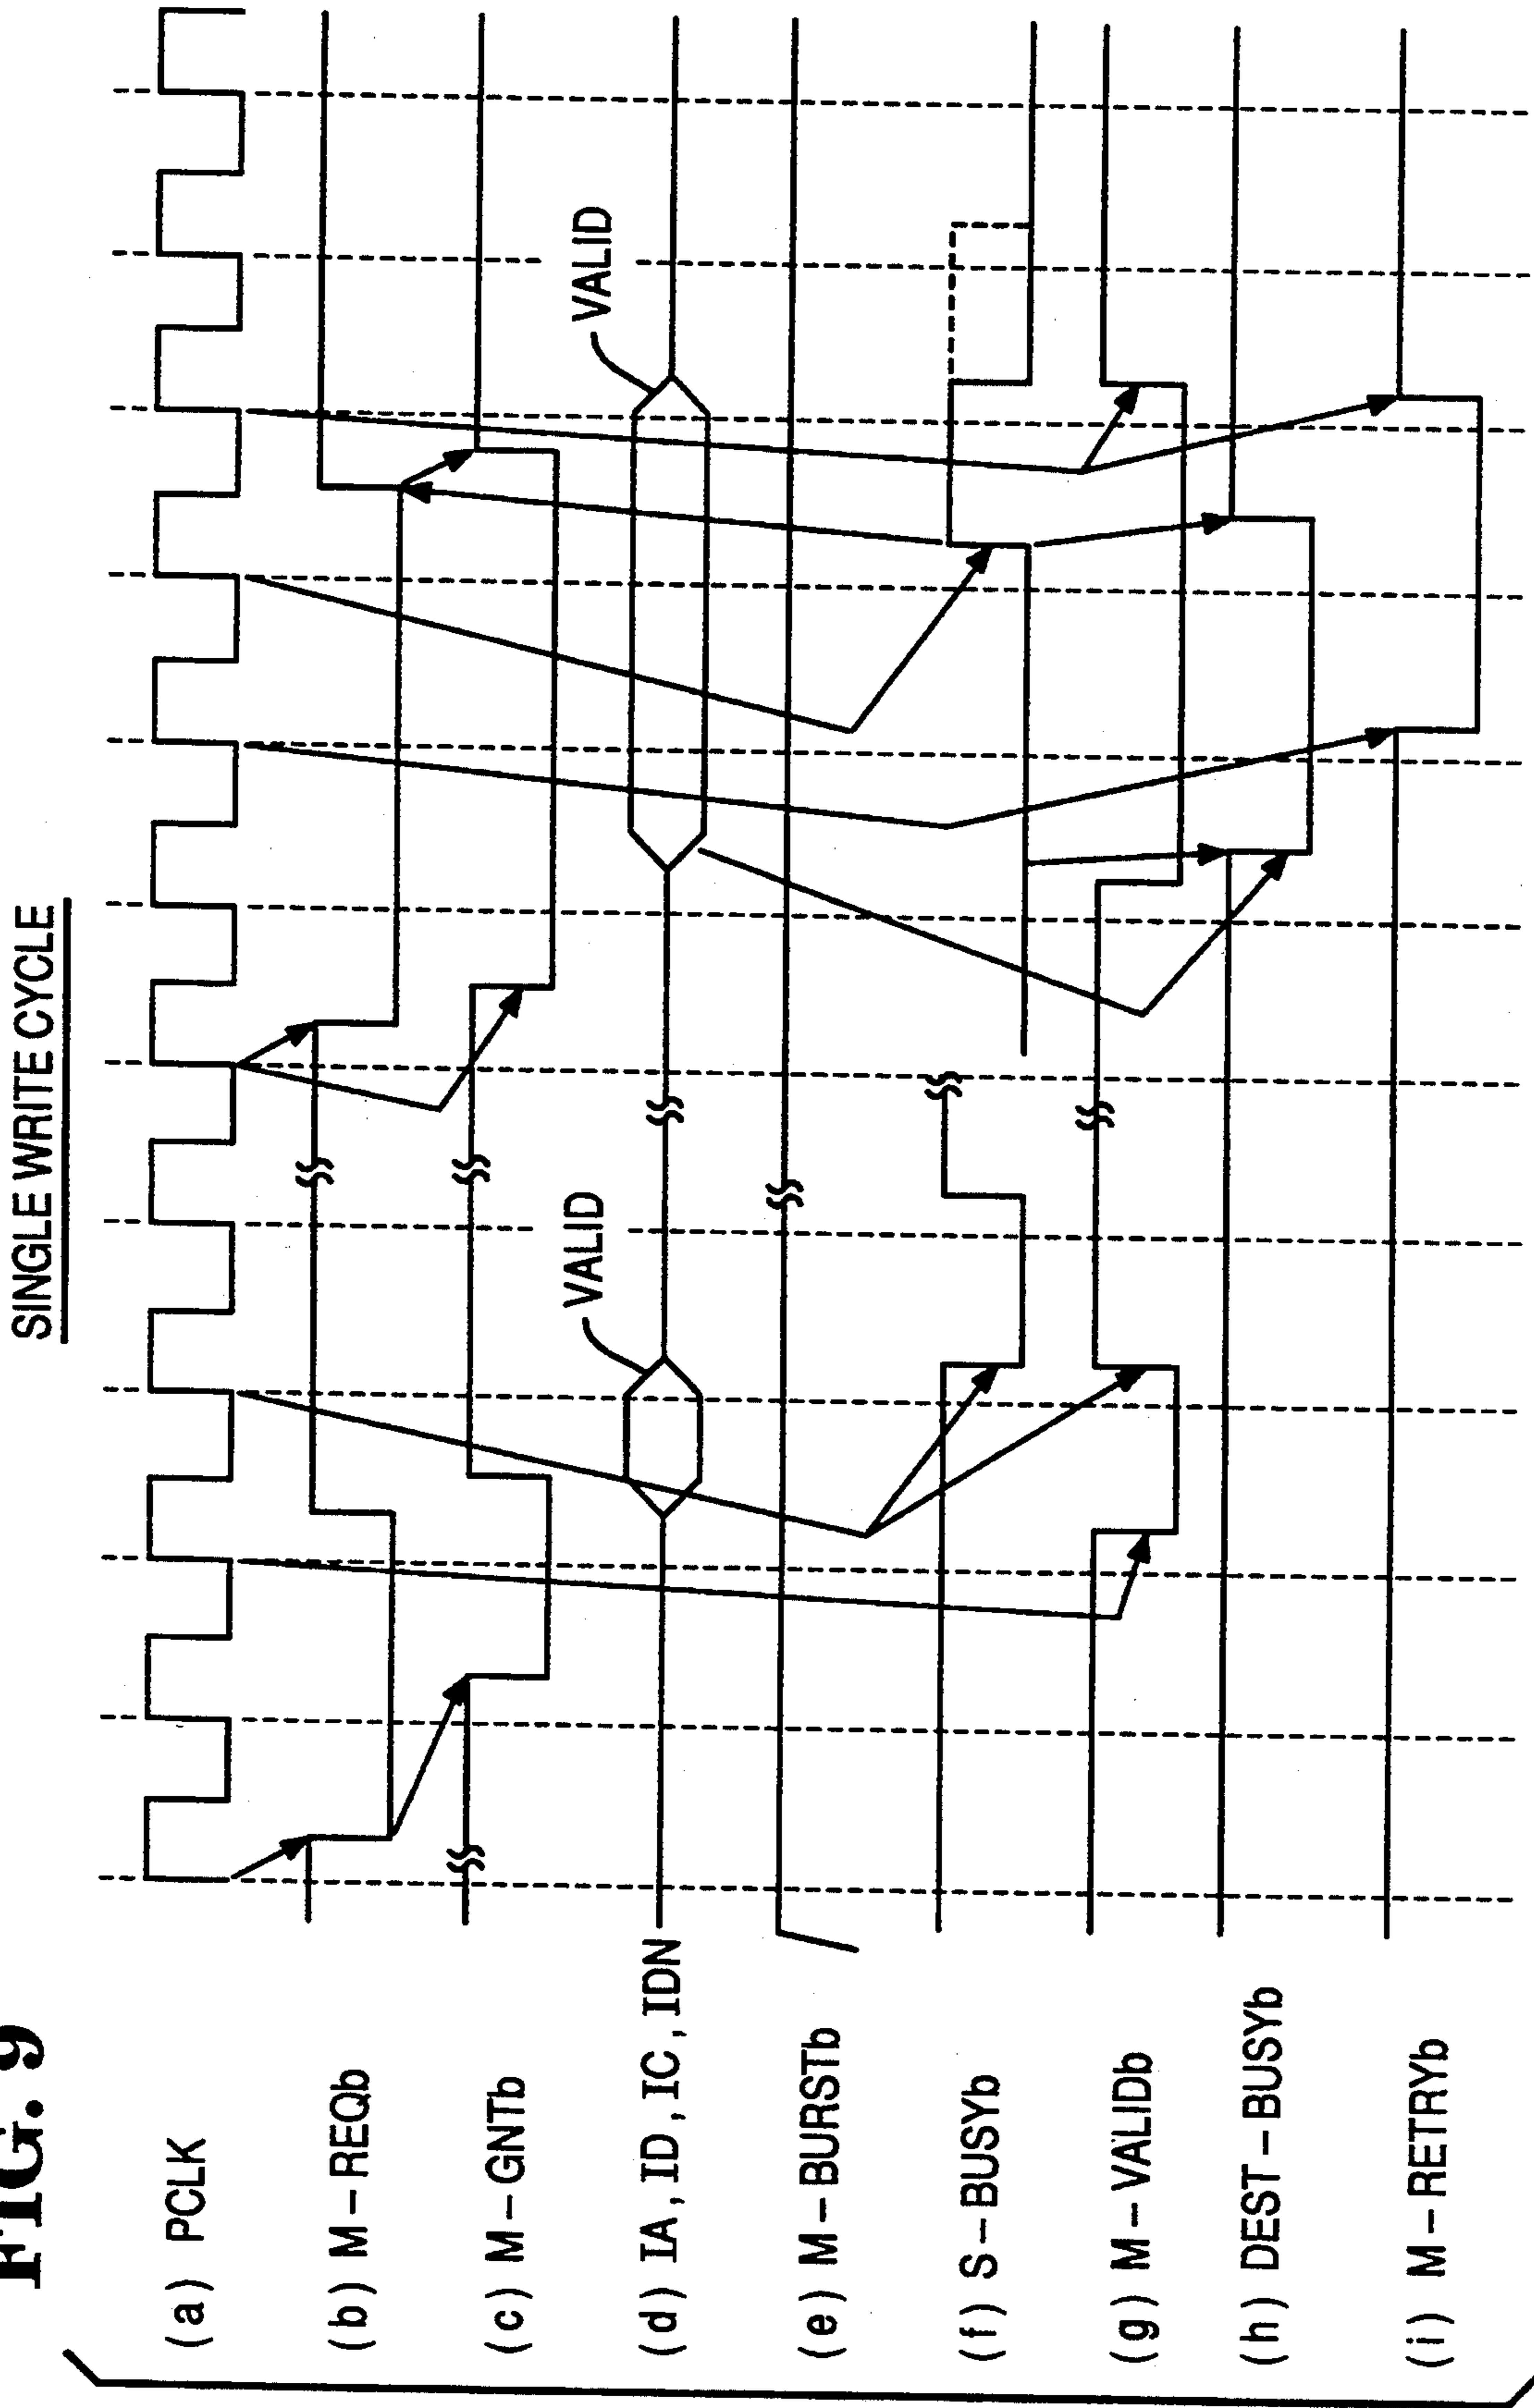 FIG. 9
SINGLE WRITE CYCLE
(a) PCLK
(b) M-REQb
(c) M-GNTb
(d) IA, ID, IC, IDN
VALID
VALID
(e) M-BURSTb
(f) S-BUSYb
(g) M-VALIDb
(h) DEST-BUSYb
(i) M-RETRYb